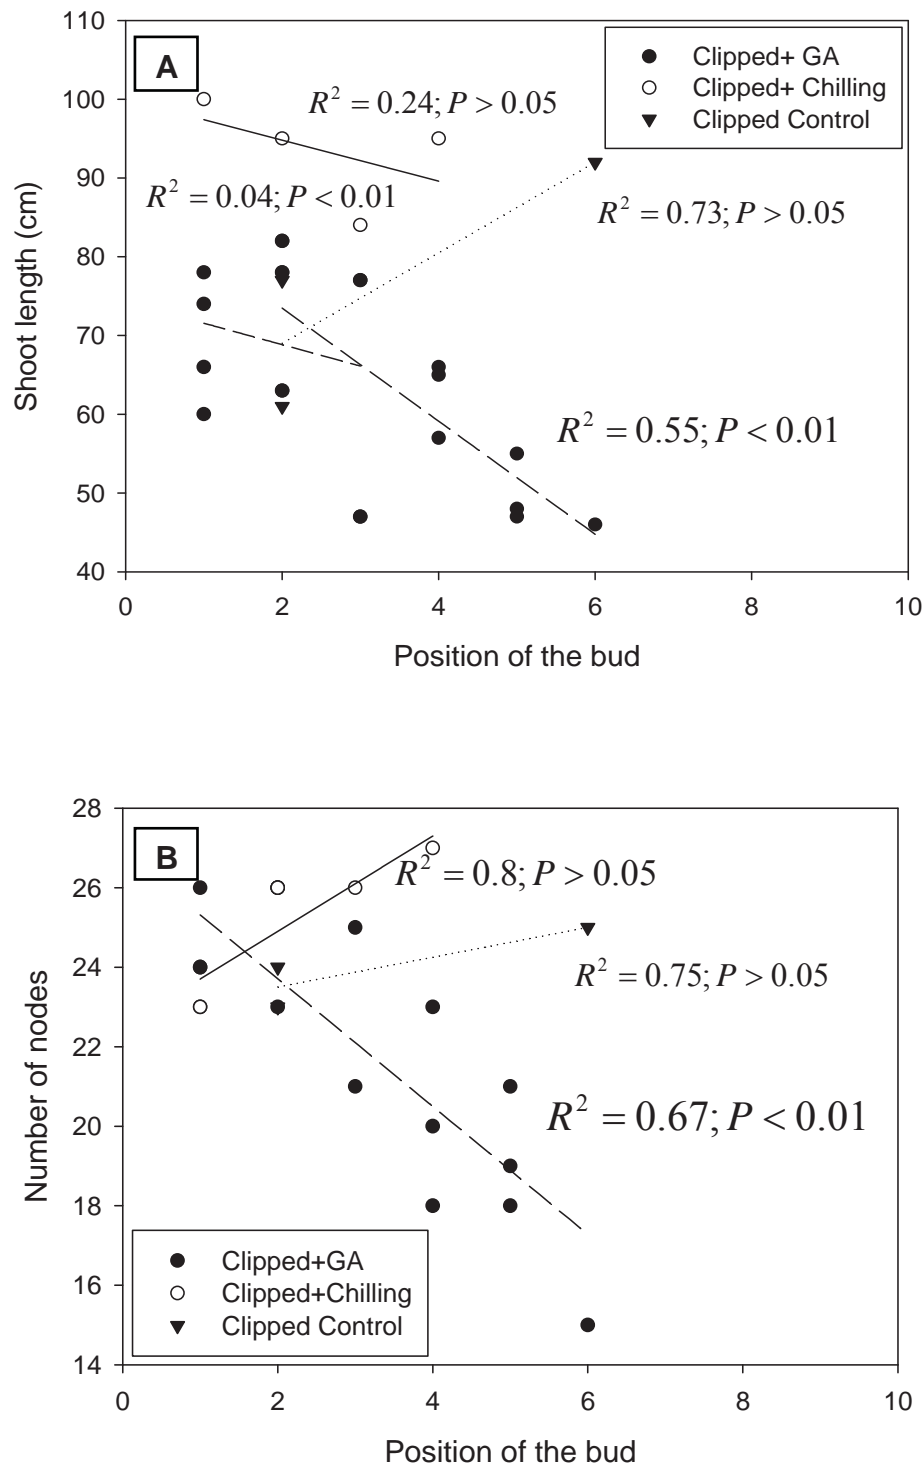 110
100
90
80
70
60
50
40
Shoot length (cm)
A
Clipped+ GA
Clipped+ Chilling
Clipped Control
R² = 0.24; P > 0.05
R² = 0.04; P < 0.01
R² = 0.73; P > 0.05
R² = 0.55; P < 0.01
0 2 4 6 8 10
Position of the bud
28
26
24
22
20
18
16
14
Number of nodes
B
R² = 0.8; P > 0.05
R² = 0.75; P > 0.05
R² = 0.67; P < 0.01
Clipped+GA
Clipped+Chilling
Clipped Control
0 2 4 6 8 10
Position of the bud